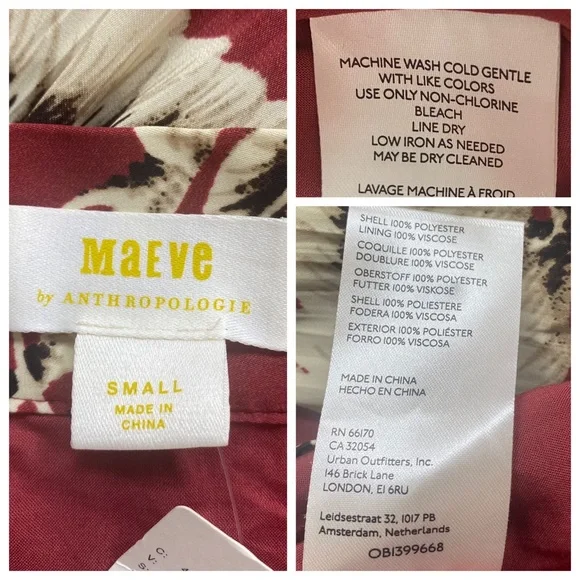 MaEve
by ANTHROPOLOGIE
SMALL
MADE IN
CHINA
MACHINE WASH COLD GENTLE
WITH LIKE COLORS
USE ONLY NON-CHLORINE
BLEACH
LINE DRY
LOW IRON AS NEEDED
MAY BE DRY CLEANED
LAVAGE MACHINE À FROID
SHELL 100% POLYESTER
LINING 100% VISCOSE
COQUILLE 100% POLYESTER
DOUBLURE 100% VISCOSE
OBERSTOFF 100% POLYESTER
FUTTER 100% VISKOSE
SHELL 100% POLIESTERE
FODERA 100% VISCOSA
EXTERIOR 100% POLIÉSTER
FORRO 100% VISCOSA
MADE IN CHINA
HECHO EN CHINA
RN 66170
CA 32054
Urban Outfitters, Inc.
146 Brick Lane
LONDON, E1 6RU
Leidsestraat 32, 1017 PB
Amsterdam, Netherlands
OB1399668